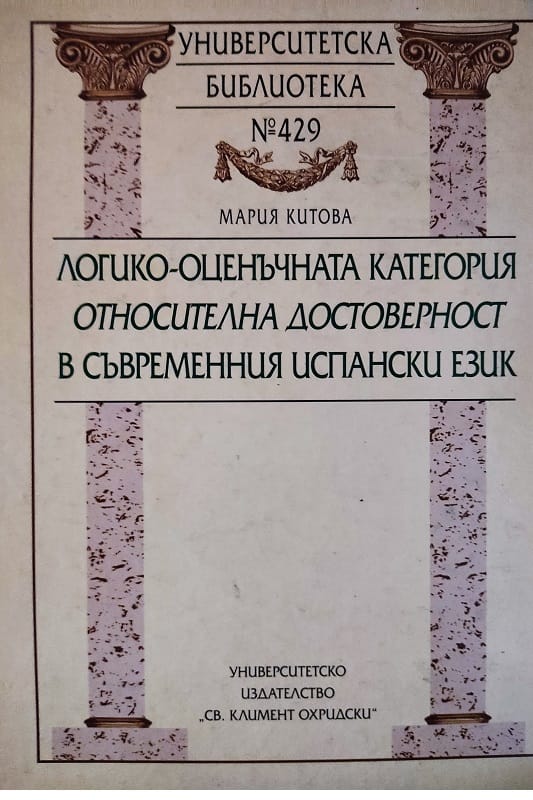 УНИВЕРСИТЕТСКА
БИБЛИОТЕКА
№429
МАРИЯ КИТОВА
ЛОГИКО-ОЦЕНЪЧНАТА КАТЕГОРИЯ
ОТНОСИТЕЛНА ДОСТОВЕРНОСТ
В СЪВРЕМЕННИЯ ИСПАНСКИ ЕЗИК
УНИВЕРСИТЕТСКО
ИЗДАТЕЛСТВО
„СВ. КЛИМЕНТ ОХРИДСКИ“